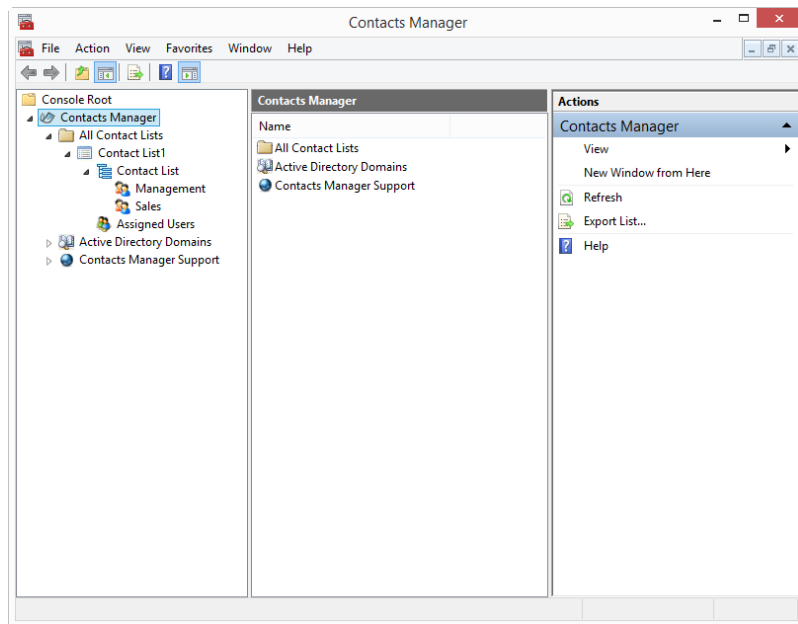 Contacts Manager
File Action View Favorites Window Help
Console Root
Contacts Manager
All Contact Lists
Contact List1
Contact List
Management
Sales
Assigned Users
Active Directory Domains
Contacts Manager Support
Contacts Manager
Name
All Contact Lists
Active Directory Domains
Contacts Manager Support
Actions
Contacts Manager
View
New Window from Here
Refresh
Export List...
Help